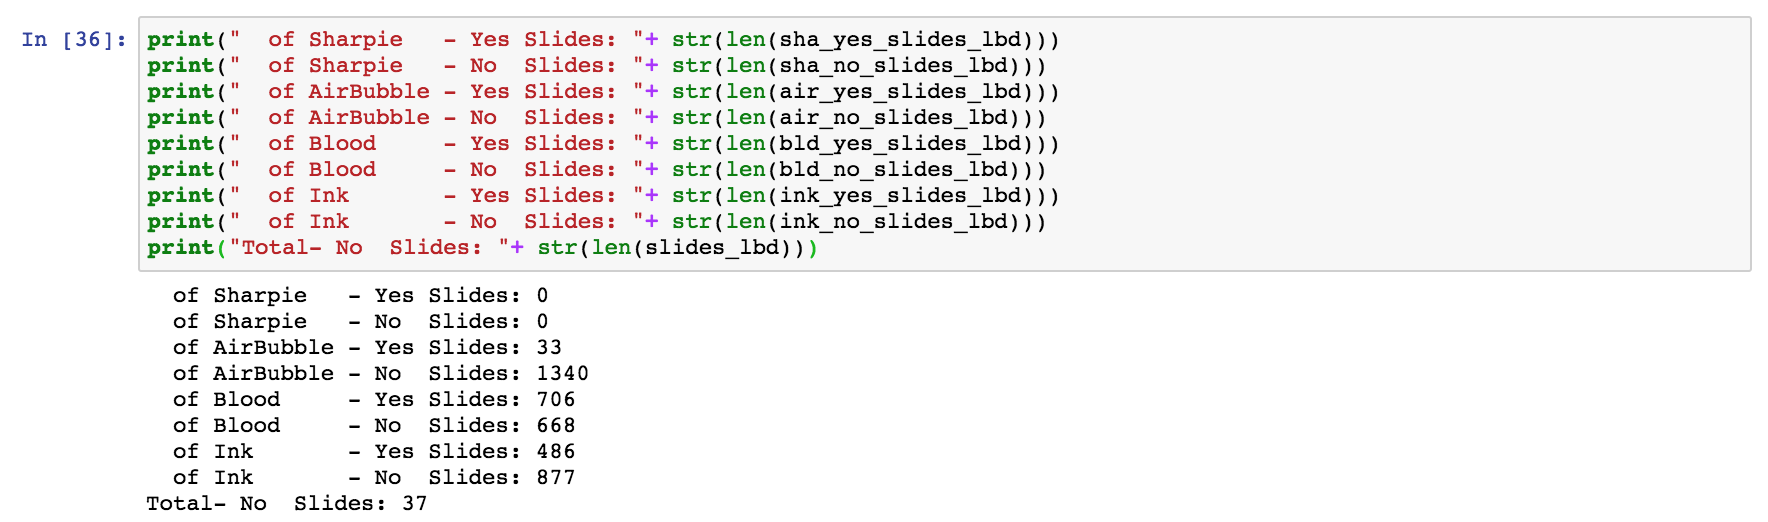 In [36]: print("  of Sharpie   - Yes Slides: "+ str(len(sha_yes_slides_lbd)))
print("  of Sharpie   - No  Slides: "+ str(len(sha_no_slides_lbd)))
print("  of AirBubble - Yes Slides: "+ str(len(air_yes_slides_lbd)))
print("  of AirBubble - No  Slides: "+ str(len(air_no_slides_lbd)))
print("  of Blood     - Yes Slides: "+ str(len(bld_yes_slides_lbd)))
print("  of Blood     - No  Slides: "+ str(len(bld_no_slides_lbd)))
print("  of Ink       - Yes Slides: "+ str(len(ink_yes_slides_lbd)))
print("  of Ink       - No  Slides: "+ str(len(ink_no_slides_lbd)))
print("Total- No  Slides: "+ str(len(slides_lbd)))
  of Sharpie   - Yes Slides: 0
  of Sharpie   - No  Slides: 0
  of AirBubble - Yes Slides: 33
  of AirBubble - No  Slides: 1340
  of Blood     - Yes Slides: 706
  of Blood     - No  Slides: 668
  of Ink       - Yes Slides: 486
  of Ink       - No  Slides: 877
Total- No  Slides: 37